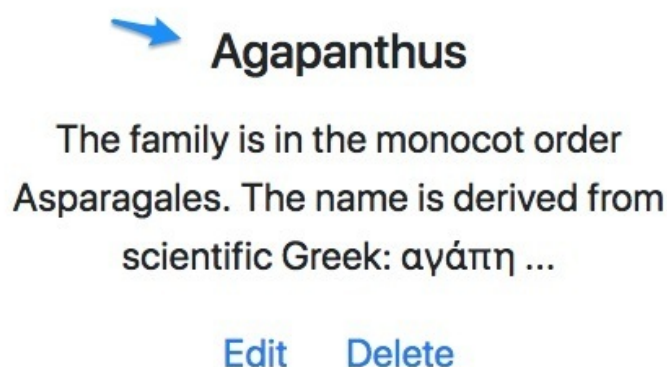 Agapanthus
The family is in the monocot order
Asparagales. The name is derived from
scientific Greek: αγάπη ...
Edit Delete